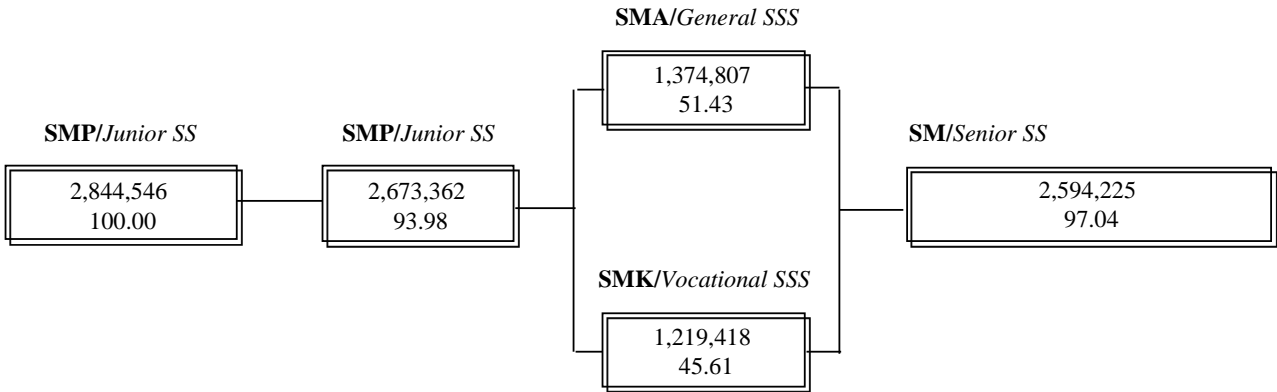 SMA/General SSS
1,374,807
51.43
SMP/Junior SS
2,844,546
100.00
SMP/Junior SS
2,673,362
93.98
SM/Senior SS
2,594,225
97.04
SMK/Vocational SSS
1,219,418
45.61